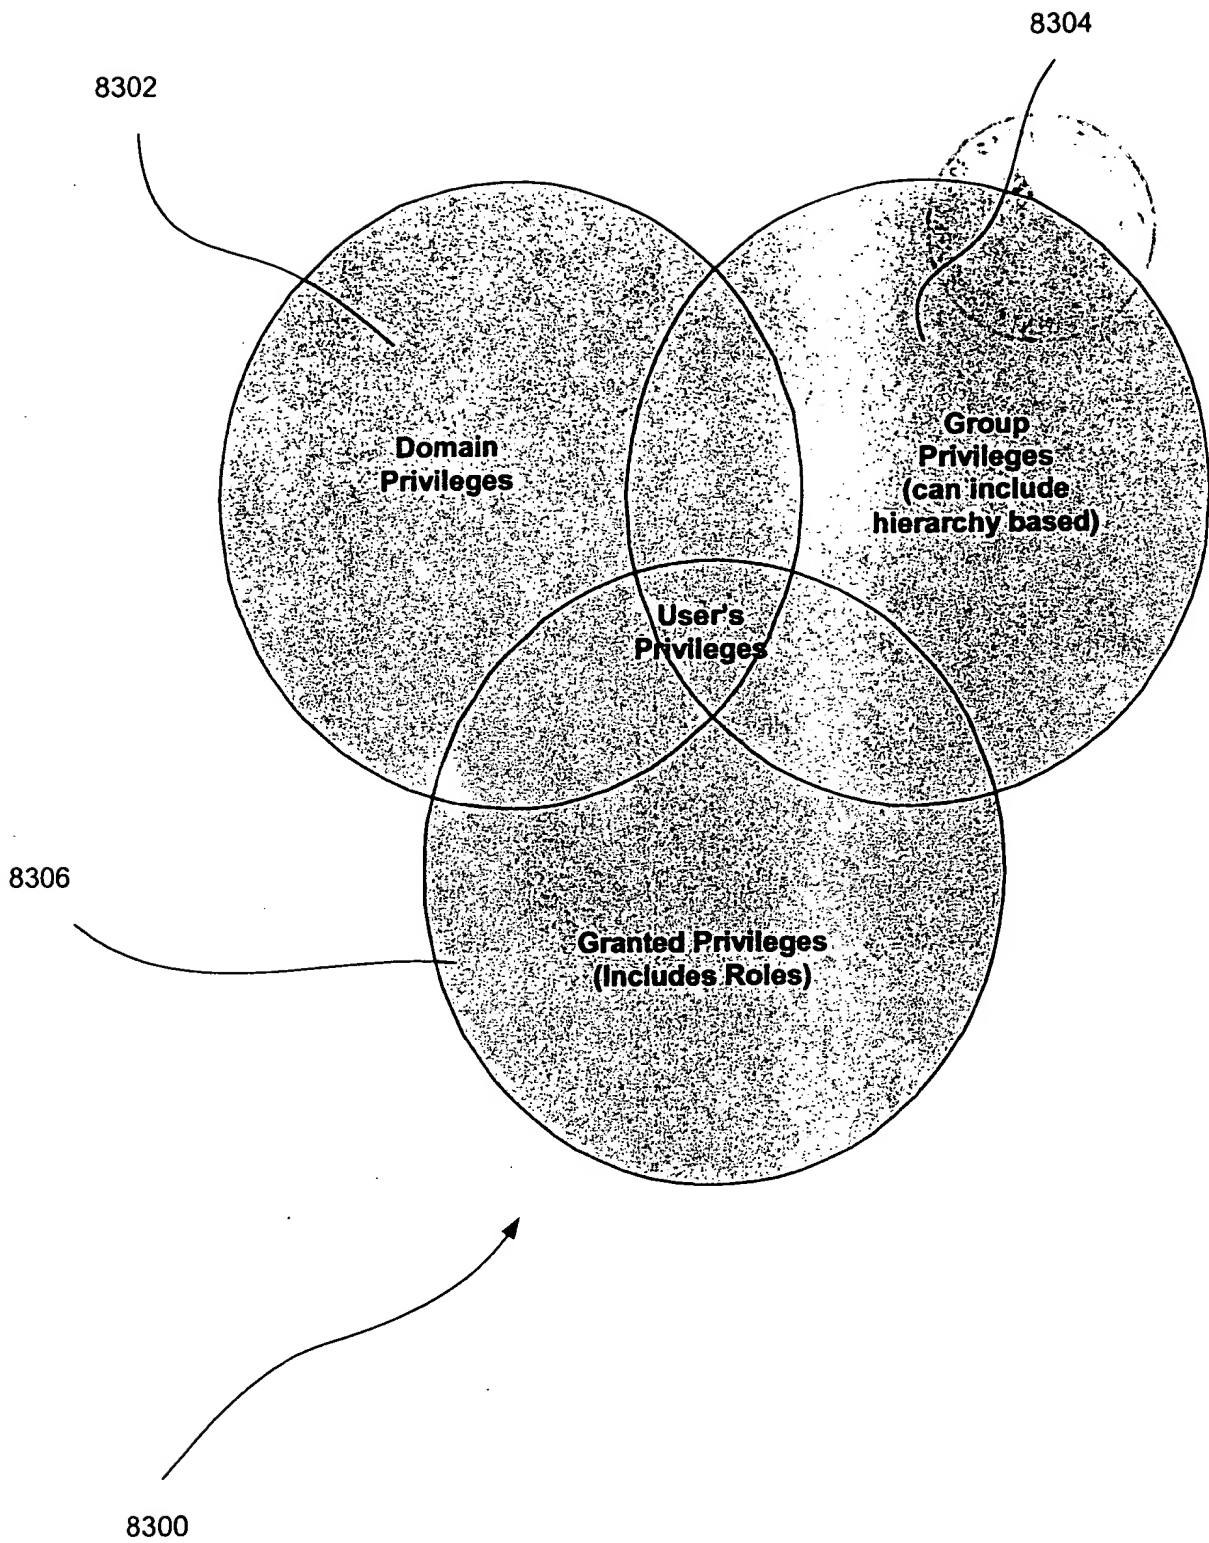 8304
8302
Domain
Privileges
Group
Privileges
(can include
hierarchy based)
User's
Privileges
8306
Granted Privileges
(Includes Roles)
8300